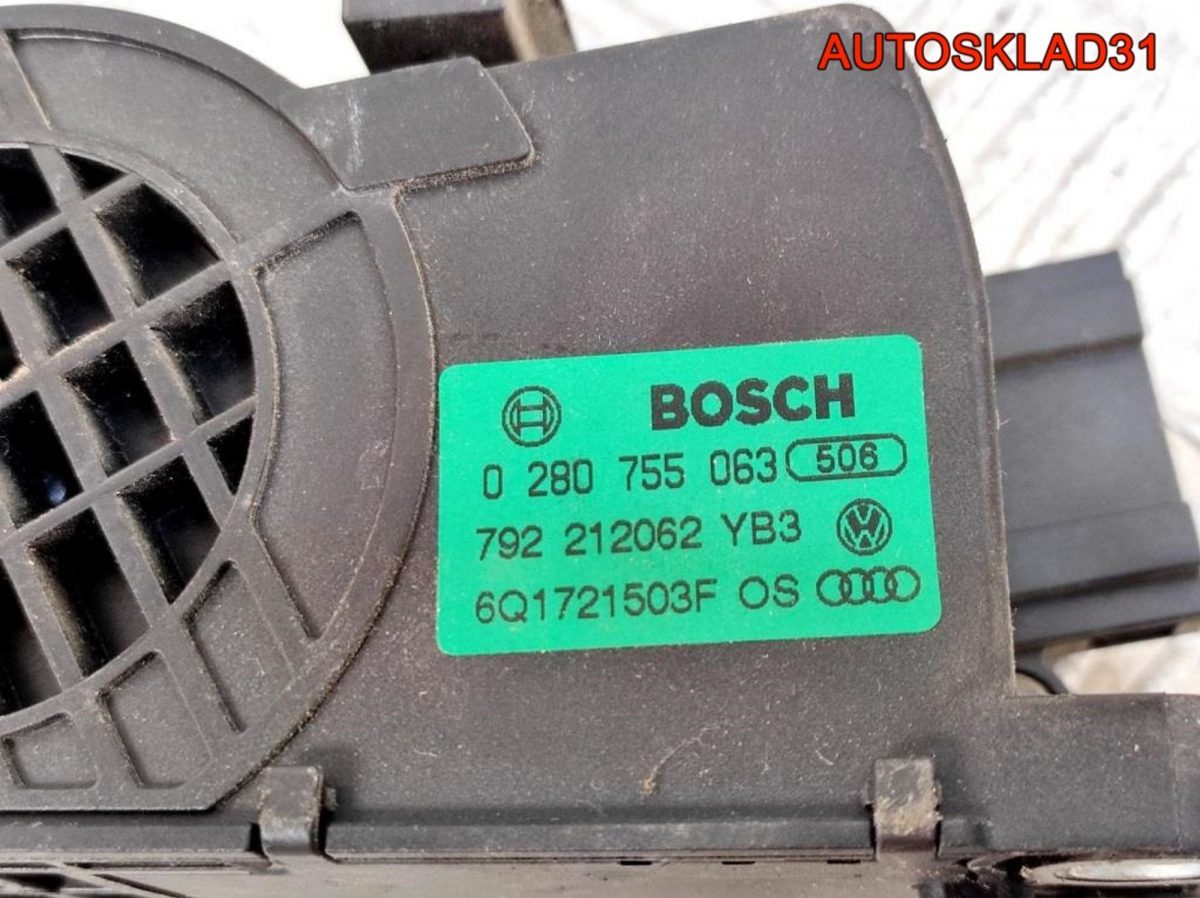 AUTOSKLAD31
BOSCH
0 280 755 063 506
792 212062 YB3
6Q1721503F OS